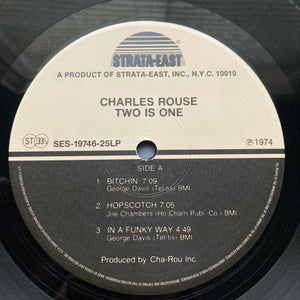 STRATA-EAST
A PRODUCT OF STRATA-EAST, INC., N.Y.C. 10010
CHARLES ROUSE
TWO IS ONE
SES-19746-25LP
ST 33⅓
℗ 1974
SIDE A
1 BITCHIN' 7:09
George Davis (Tel-tis) BMI
2 HOPSCOTCH 7:05
Joe Chambers (Ho Cham Publ. Co.) BMI
3 IN A FUNKY WAY 4:49
George Davis (Tel-tis) BMI
Produced by Cha-Rou Inc